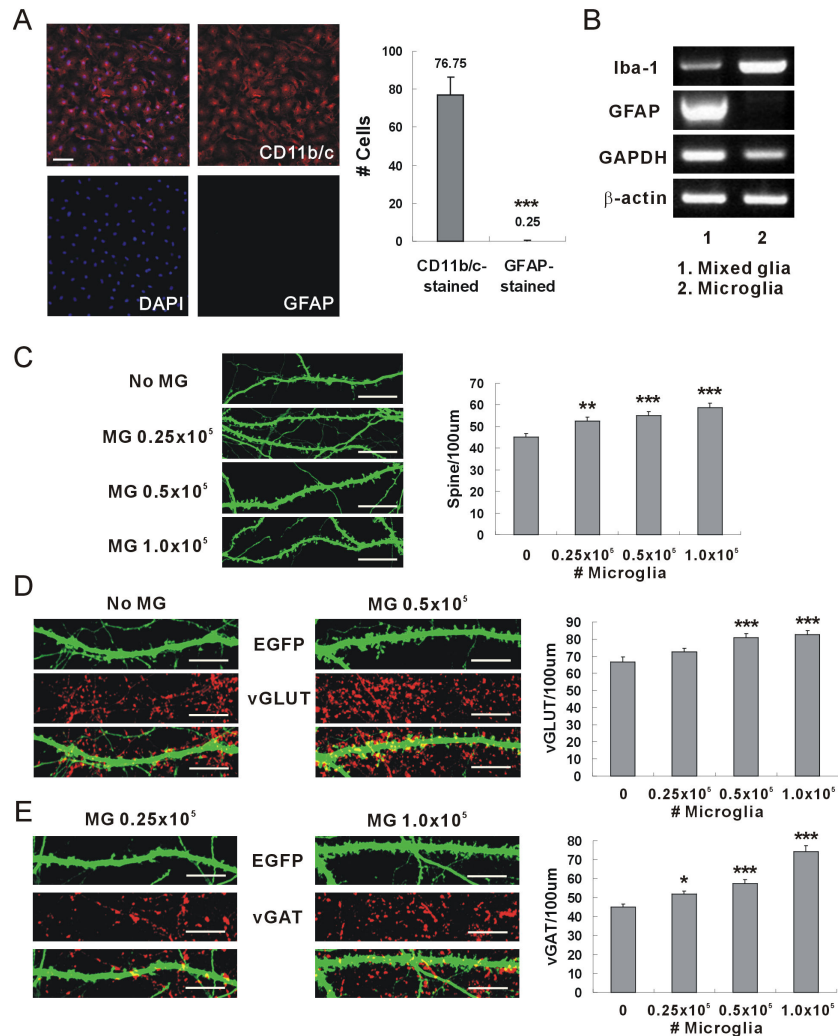 A
CD11b/c
DAPI
GFAP
# Cells
100
80
60
40
20
0
76.75
***
0.25
CD11b/c-
stained
GFAP-
stained
B
Iba-1
GFAP
GAPDH
β-actin
1 2
1. Mixed glia
2. Microglia
C
No MG
MG 0.25x10⁵
MG 0.5x10⁵
MG 1.0x10⁵
Spine/100um
70
60
50
40
30
20
10
0
** *** ***
0 0.25x10⁵ 0.5x10⁵ 1.0x10⁵
# Microglia
D
No MG
MG 0.5x10⁵
EGFP
vGLUT
vGLUT/100um
90
80
70
60
50
40
30
20
10
0
*** ***
0 0.25x10⁵ 0.5x10⁵ 1.0x10⁵
# Microglia
E
MG 0.25x10⁵
MG 1.0x10⁵
EGFP
vGAT
vGAT/100um
80
70
60
50
40
30
20
10
0
* *** ***
0 0.25x10⁵ 0.5x10⁵ 1.0x10⁵
# Microglia